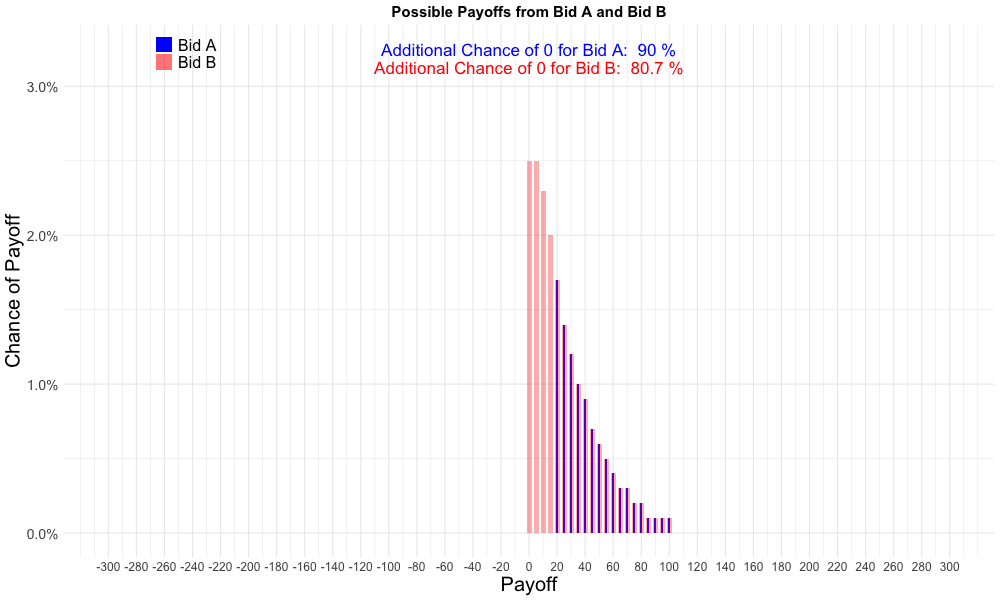 Possible Payoffs from Bid A and Bid B
Bid A
Bid B
Additional Chance of 0 for Bid A:  90 %
Additional Chance of 0 for Bid B:  80.7 %
Chance of Payoff
3.0%
2.0%
1.0%
0.0%
-300 -280 -260 -240 -220 -200 -180 -160 -140 -120 -100 -80 -60 -40 -20 0 20 40 60 80 100 120 140 160 180 200 220 240 260 280 300
Payoff